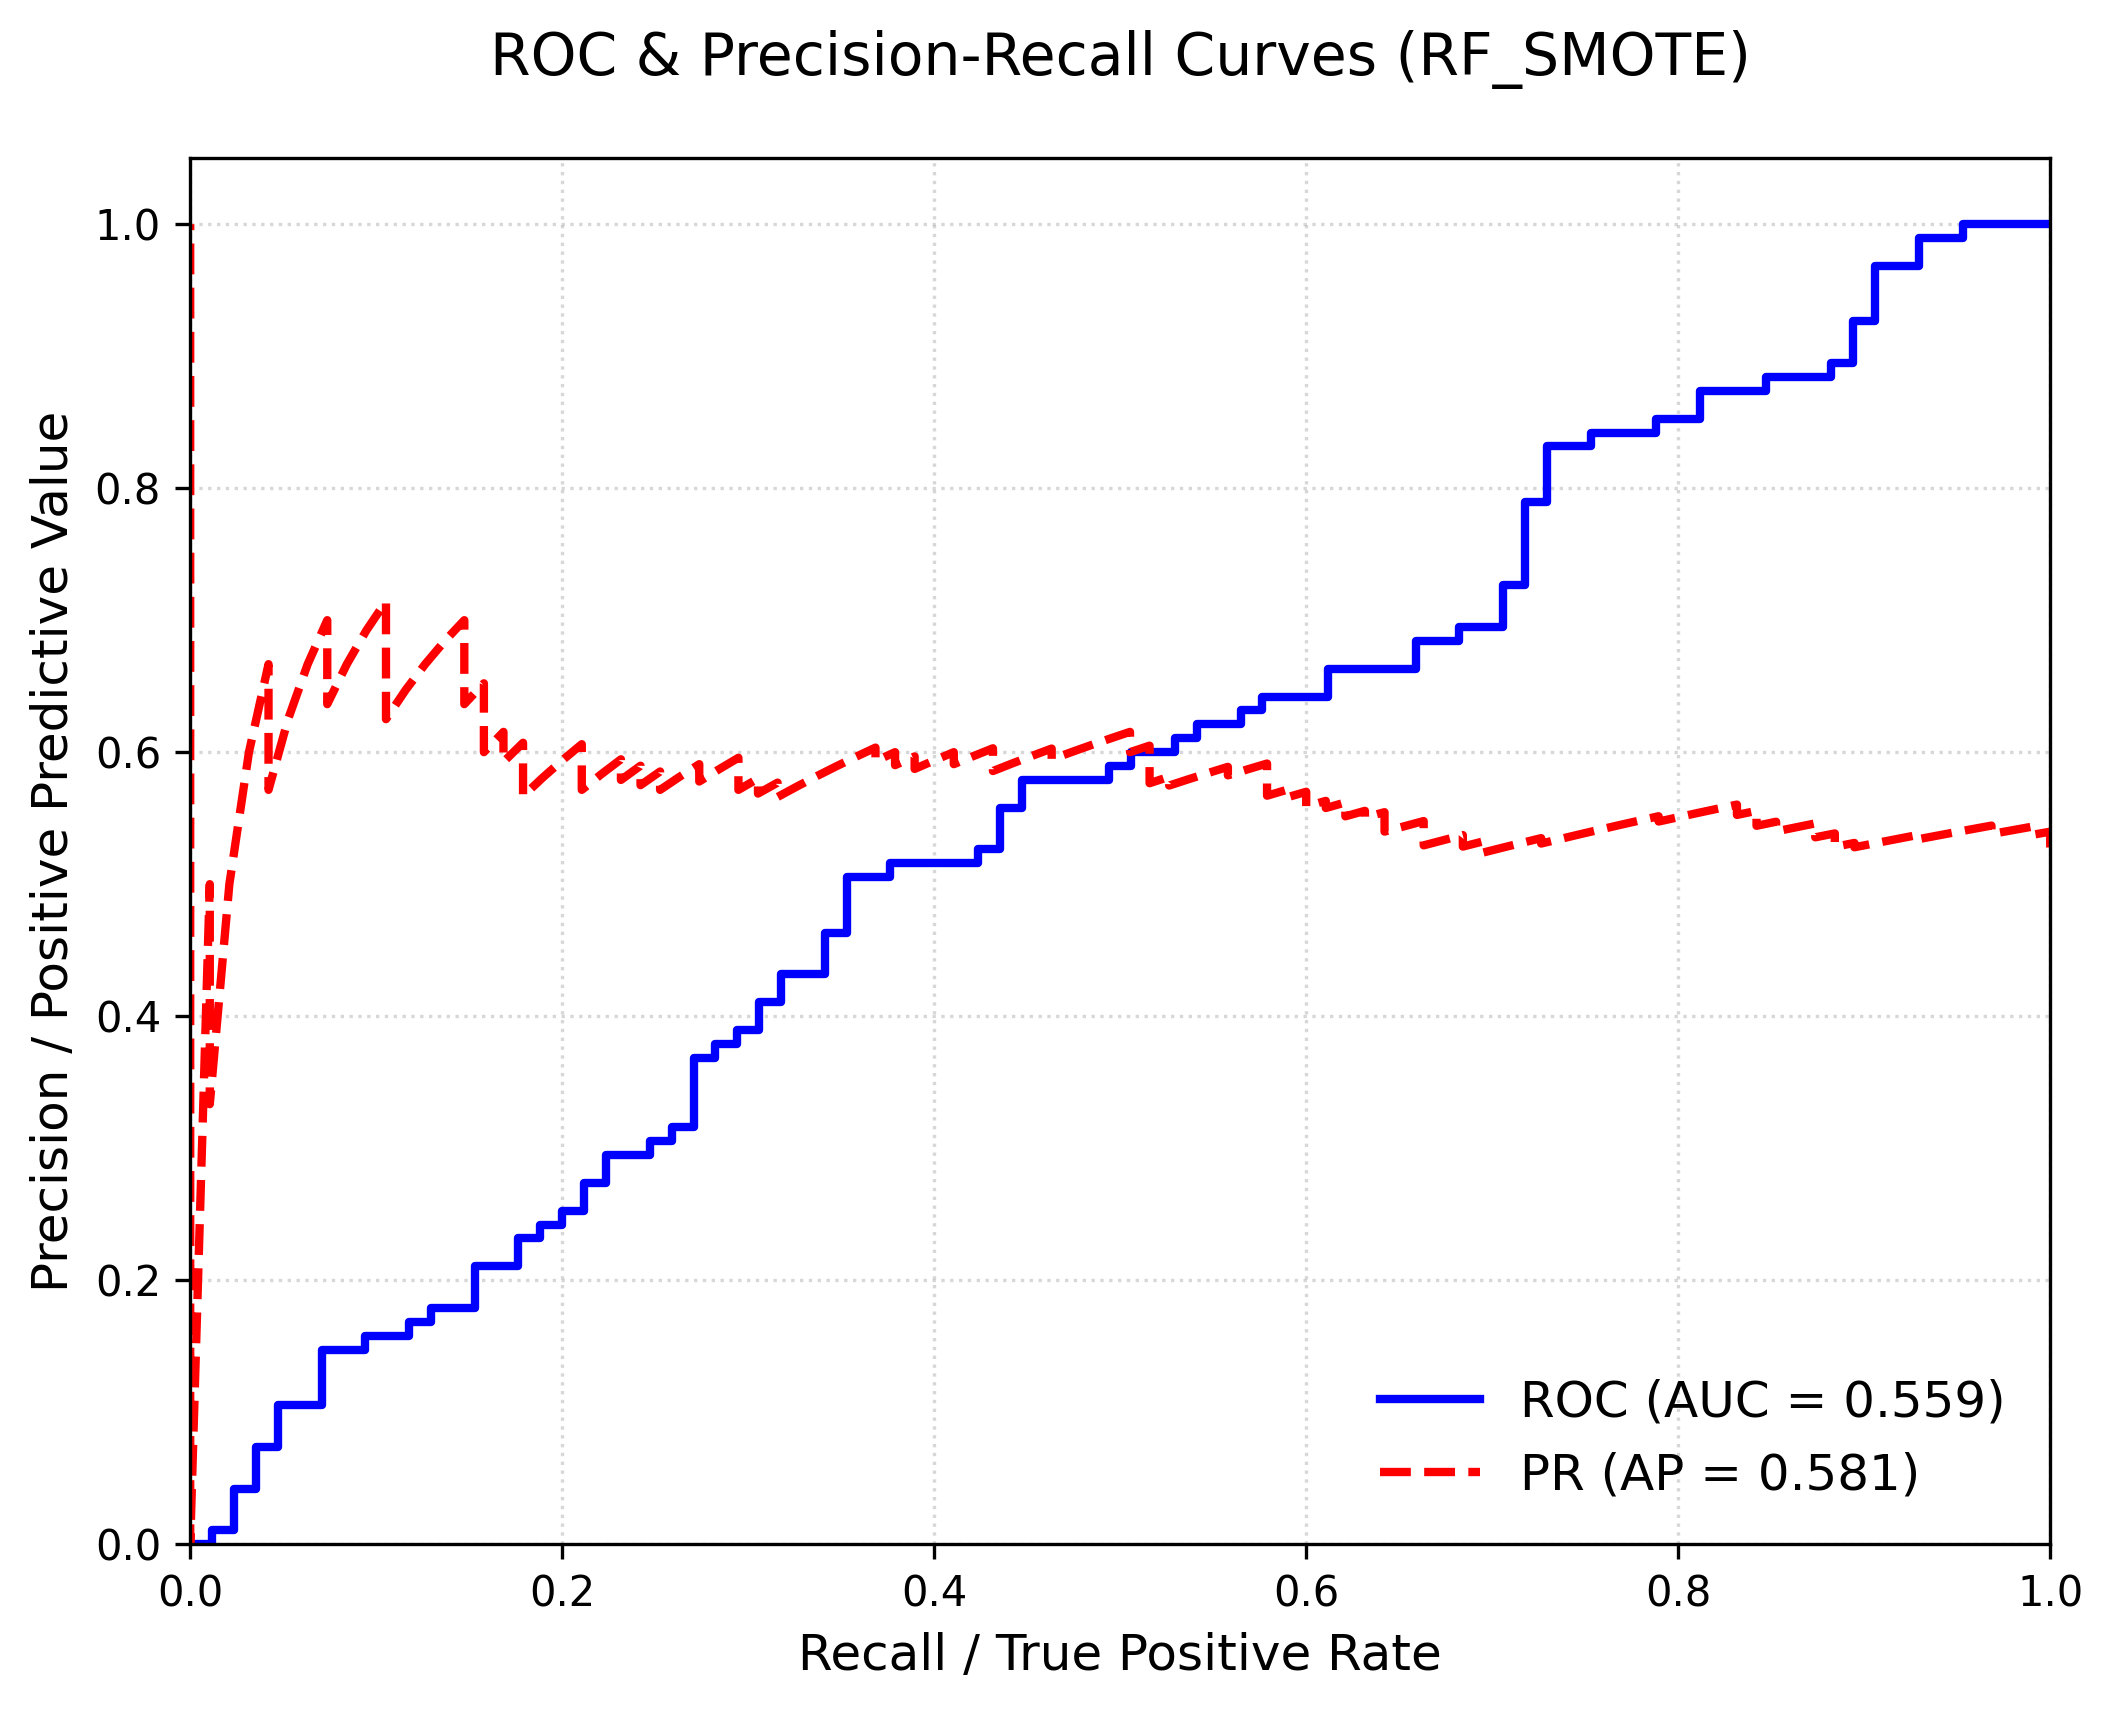 ROC & Precision-Recall Curves (RF_SMOTE)
Precision / Positive Predictive Value
1.0
0.8
0.6
0.4
0.2
0.0
0.0 0.2 0.4 0.6 0.8 1.0
Recall / True Positive Rate
ROC (AUC = 0.559)
PR (AP = 0.581)